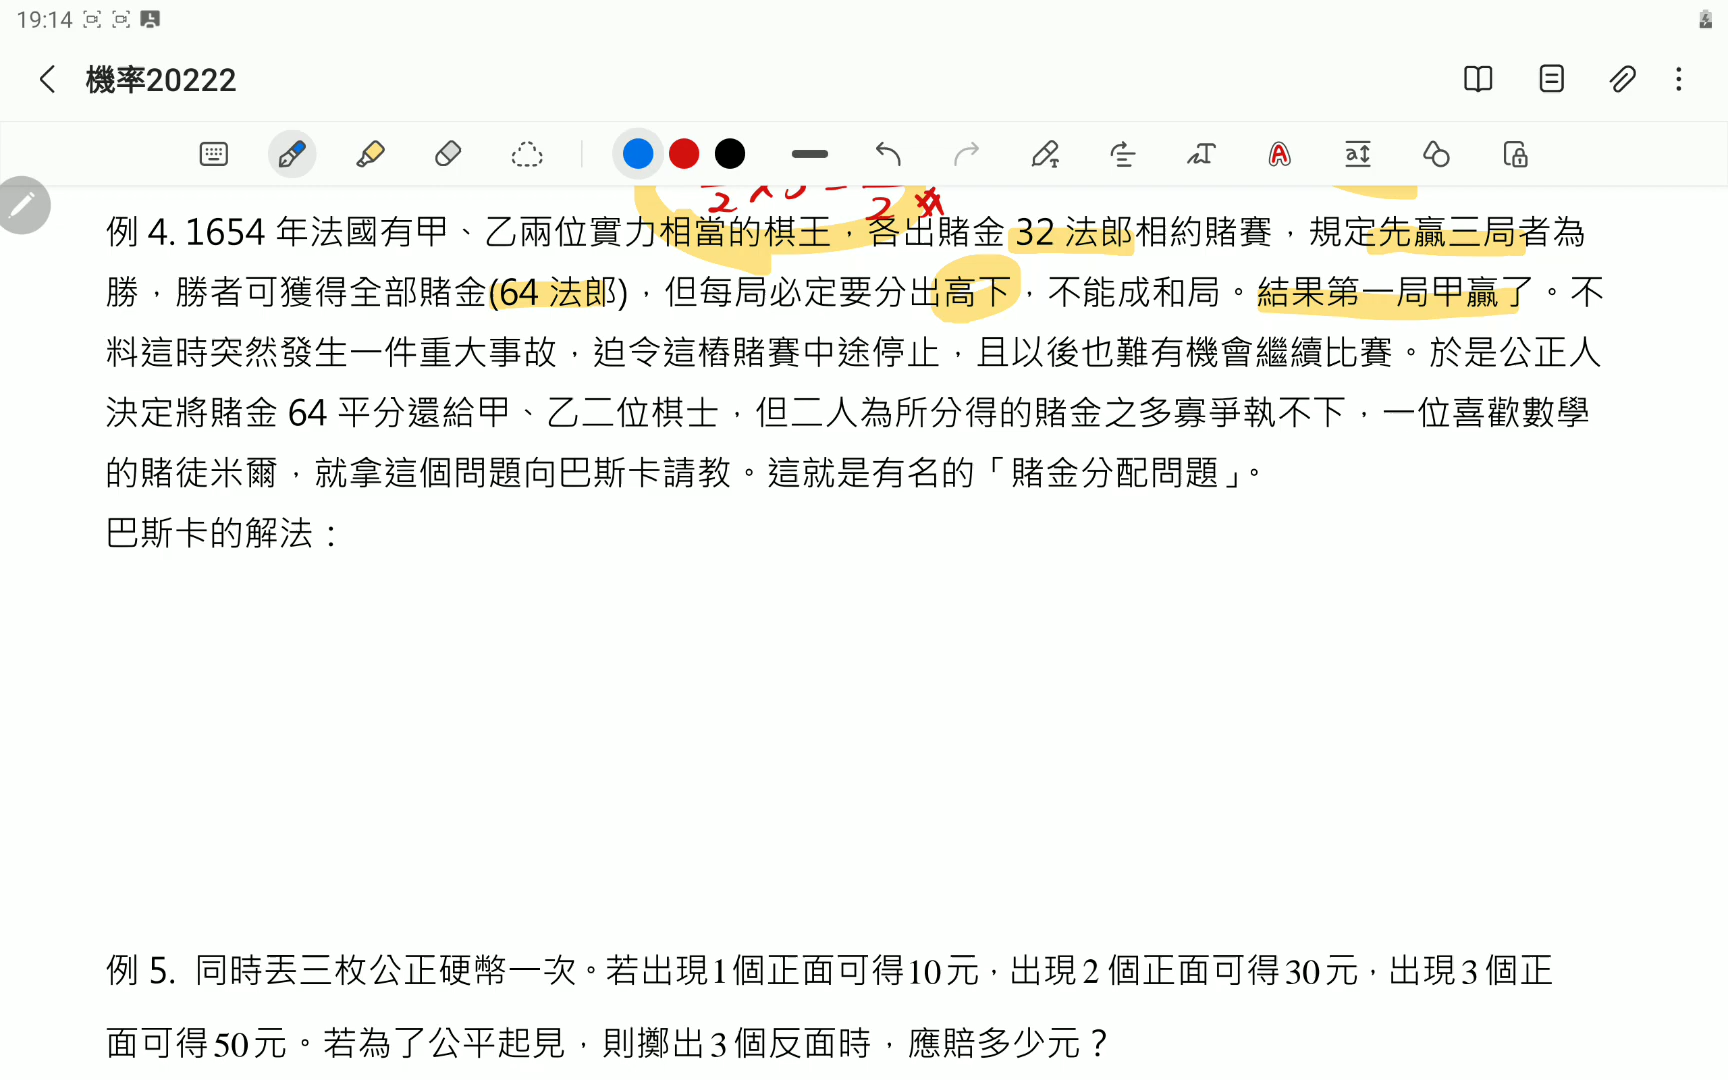 19:14
機率20222
2 × 3 = 2 #
例 4. 1654 年法國有甲、乙兩位實力相當的棋王，各出賭金 32 法郎相約賭賽，規定先贏三局者為
勝，勝者可獲得全部賭金(64 法郎)，但每局必定要分出高下，不能成和局。結果第一局甲贏了。不
料這時突然發生一件重大事故，迫令這樁賭賽中途停止，且以後也難有機會繼續比賽。於是公正人
決定將賭金 64 平分還給甲、乙二位棋士，但二人為所分得的賭金之多寡爭執不下，一位喜歡數學
的賭徒米爾，就拿這個問題向巴斯卡請教。這就是有名的「賭金分配問題」。
巴斯卡的解法：
例 5. 同時丟三枚公正硬幣一次。若出現1個正面可得10元，出現2個正面可得30元，出現3個正
面可得50元。若為了公平起見，則擲出3個反面時，應賠多少元？